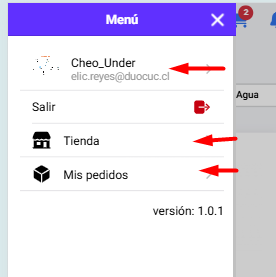 Menú
2
Cheo_Under
elic.reyes@duocuc.cl
Agua
Salir
Tienda
Mis pedidos
versión: 1.0.1